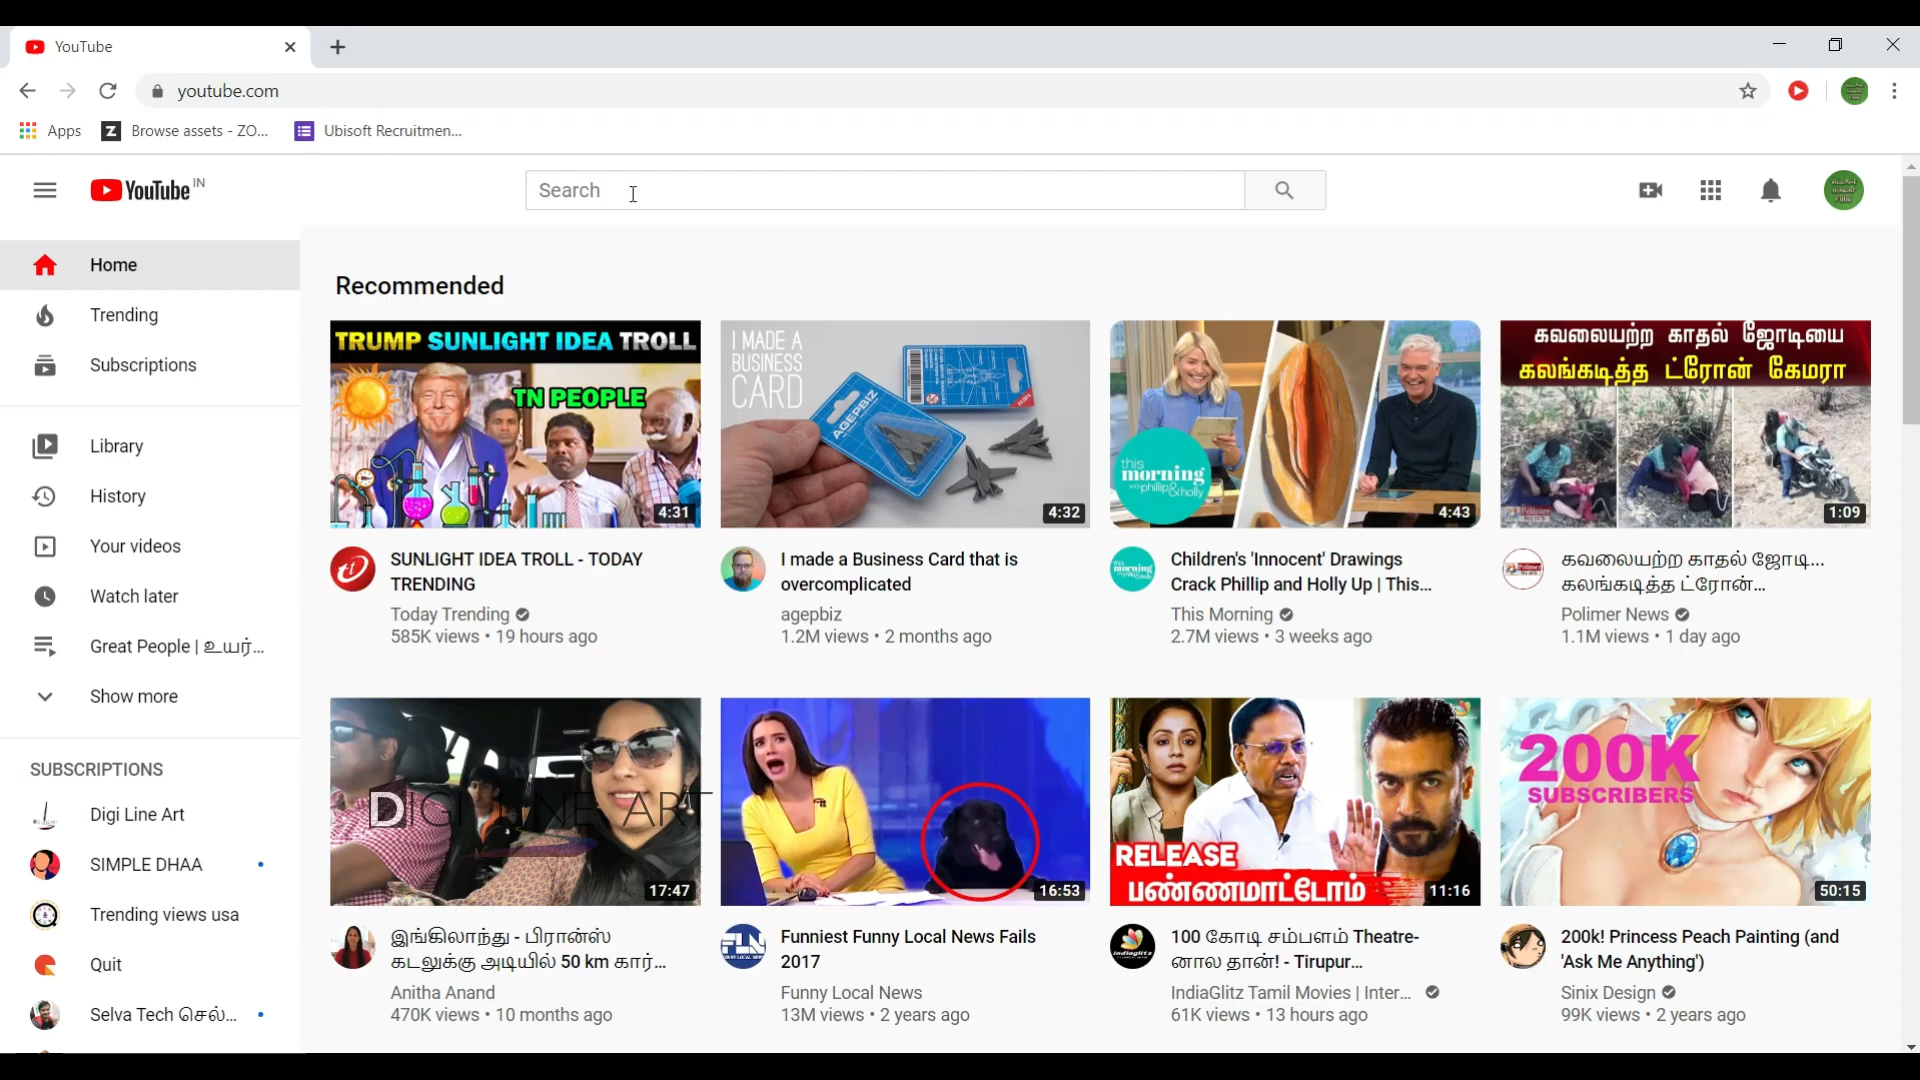 YouTube
youtube.com
Apps
Browse assets - ZO...
Ubisoft Recruitmen...
YouTube IN
Search
Home
Trending
Subscriptions
Library
History
Your videos
Watch later
Great People | உயர்...
Show more
SUBSCRIPTIONS
Digi Line Art
SIMPLE DHAA
Trending views usa
Quit
Selva Tech செல்...
Recommended
TRUMP SUNLIGHT IDEA TROLL
TN PEOPLE
4:31
SUNLIGHT IDEA TROLL - TODAY
TRENDING
Today Trending
585K views • 19 hours ago
I MADE A
BUSINESS
CARD
AGEPBIZ
4:32
I made a Business Card that is
overcomplicated
agepbiz
1.2M views • 2 months ago
this
morning
with phillip&holly
4:43
Children's 'Innocent' Drawings
Crack Phillip and Holly Up | This...
This Morning
2.7M views • 3 weeks ago
கவலையற்ற காதல் ஜோடியை
கலங்கடித்த ட்ரோன் கேமரா
1:09
கவலையற்ற காதல் ஜோடி...
கலங்கடித்த ட்ரோன்...
Polimer News
1.1M views • 1 day ago
DIGI LINE ART
17:47
இங்கிலாந்து - பிரான்ஸ்
கடலுக்கு அடியில் 50 km கார்...
Anitha Anand
470K views • 10 months ago
16:53
FLN
Funniest Funny Local News Fails
2017
Funny Local News
13M views • 2 years ago
RELEASE
பண்ணமாட்டோம்
11:16
100 கோடி சம்பளம் Theatre-
னால தான்! - Tirupur...
IndiaGlitz Tamil Movies | Inter...
61K views • 13 hours ago
200K
SUBSCRIBERS
50:15
200k! Princess Peach Painting (and
'Ask Me Anything')
Sinix Design
99K views • 2 years ago